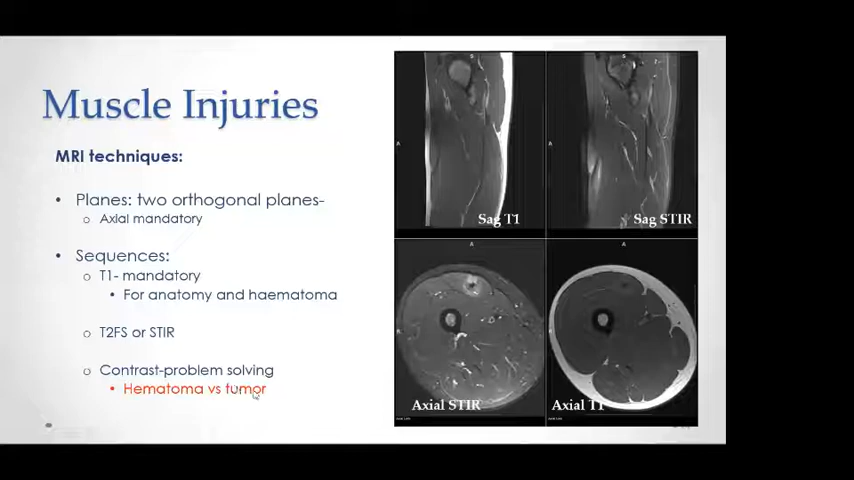 Muscle Injuries
MRI techniques:
• Planes: two orthogonal planes-
o Axial mandatory
• Sequences:
o T1- mandatory
• For anatomy and haematoma
o T2FS or STIR
o Contrast-problem solving
• Hematoma vs tumor
Sag T1
Sag STIR
Axial STIR
Axial T1